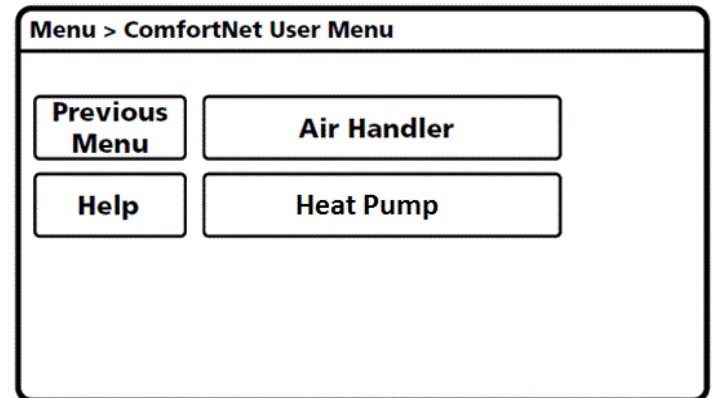 Menu > ComfortNet User Menu
Previous
Menu
Air Handler
Help
Heat Pump